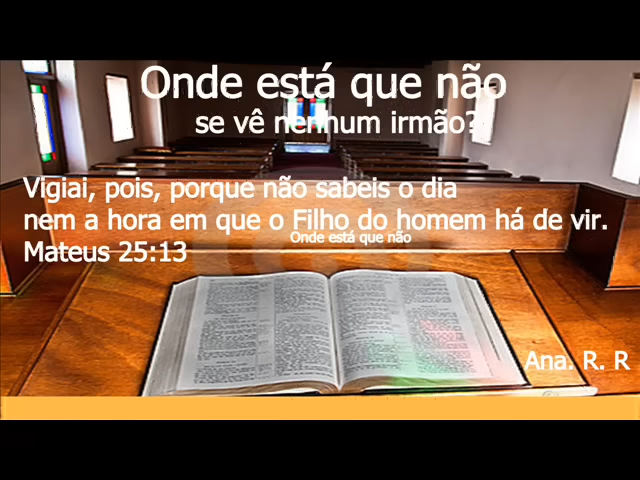 Onde está que não
se vê nenhum irmão?
Vigiai, pois, porque não sabeis o dia
nem a hora em que o Filho do homem há de vir.
Onde está que não
Mateus 25:13
Ana. R. R